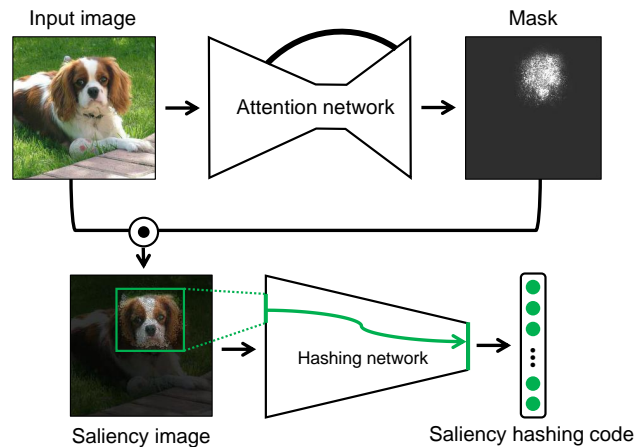 Input image
Mask
Attention network
Hashing network
Saliency image
Saliency hashing code